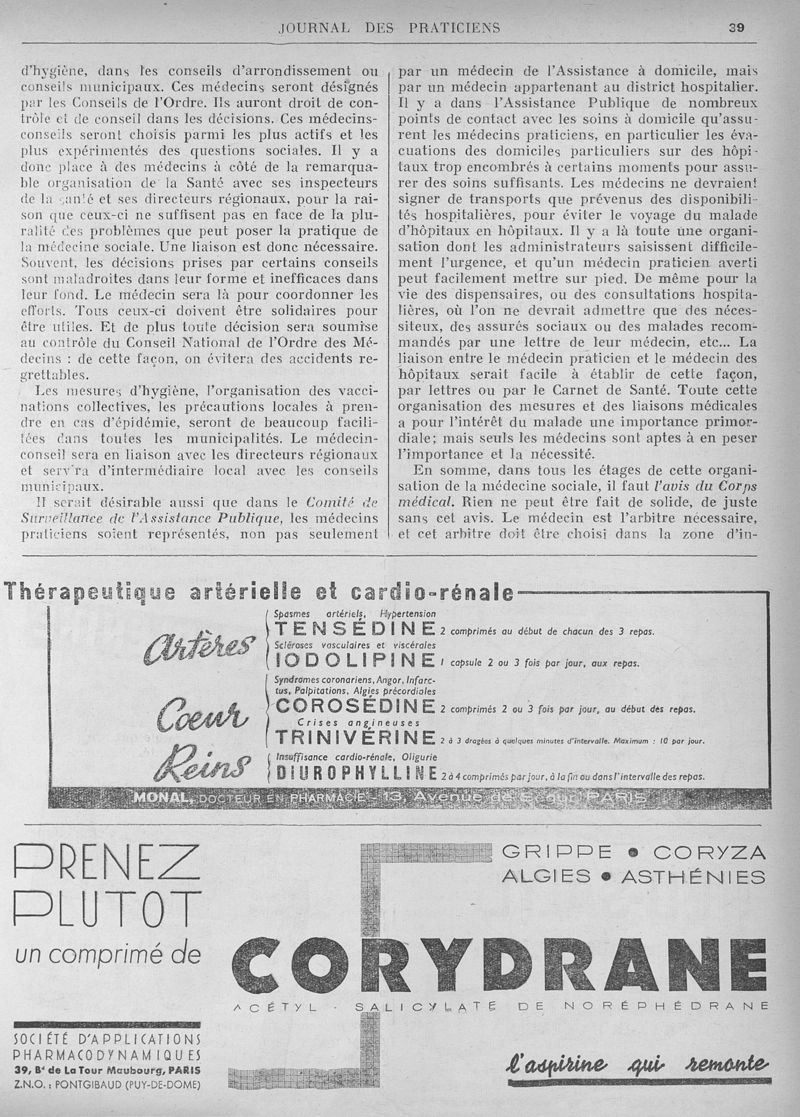 JOURNAL DES PRATICIENS
39
d'hygiène, dans les conseils d'arrondissement ou
conseils municipaux. Ces médecins seront désignés
par les Conseils de l'Ordre. Ils auront droit de con-
trôle et de conseil dans les décisions. Ces médecins-
conseils seront choisis parmi les plus actifs et les
plus expérimentés des questions sociales. Il y a
donc place à des médecins à côté de la remarqua-
ble organisation de la Santé avec ses inspecteurs
de la santé et ses directeurs régionaux, pour la rai-
son que ceux-ci ne suffisent pas en face de la plu-
ralité des problèmes que peut poser la pratique de
la médecine sociale. Une liaison est donc nécessaire.
Souvent, les décisions prises par certains conseils
sont maladroites dans leur forme et inefficaces dans
leur fond. Le médecin sera là pour coordonner les
efforts. Tous ceux-ci doivent être solidaires pour
être utiles. Et de plus toute décision sera soumise
au contrôle du Conseil National de l'Ordre des Mé-
decins : de cette façon, on évitera des accidents re-
grettables.
Les mesures d'hygiène, l'organisation des vacci-
nations collectives, les précautions locales à pren-
dre en cas d'épidémie, seront de beaucoup facili-
tées dans toutes les municipalités. Le médecin-
conseil sera en liaison avec les directeurs régionaux
et servira d'intermédiaire local avec les conseils
municipaux.
Il serait désirable aussi que dans le Comité de
Surveillance de l'Assistance Publique, les médecins
praticiens soient représentés, non pas seulement
par un médecin de l'Assistance à domicile, mais
par un médecin appartenant au district hospitalier.
Il y a dans l'Assistance Publique de nombreux
points de contact avec les soins à domicile qu'assu-
rent les médecins praticiens, en particulier les éva-
cuations des domiciles particuliers sur des hôpi-
taux trop encombrés à certains moments pour assu-
rer des soins suffisants. Les médecins ne devraient
signer de transports que prévenus des disponibili-
tés hospitalières, pour éviter le voyage du malade
d'hôpitaux en hôpitaux. Il y a là toute une organi-
sation dont les administrateurs saisissent difficile-
ment l'urgence, et qu'un médecin praticien averti
peut facilement mettre sur pied. De même pour la
vie des dispensaires, ou des consultations hospita-
lières, où l'on ne devrait admettre que des néces-
siteux, des assurés sociaux ou des malades recom-
mandés par une lettre de leur médecin, etc... La
liaison entre le médecin praticien et le médecin des
hôpitaux serait facile à établir de cette façon,
par lettres ou par le Carnet de Santé. Toute cette
organisation des mesures et des liaisons médicales
a pour l'intérêt du malade une importance primor-
diale; mais seuls les médecins sont aptes à en peser
l'importance et la nécessité.
En somme, dans tous les étages de cette organi-
sation de la médecine sociale, il faut l'avis du Corps
médical. Rien ne peut être fait de solide, de juste
sans cet avis. Le médecin est l'arbitre nécessaire,
et cet arbitre doit être choisi dans la zone d'in-
Thérapeutique artérielle et cardio-rénale
Artères
Spasmes artériels, Hypertension
TENSÉDINE 2 comprimés au début de chacun des 3 repas.
Scléroses vasculaires et viscérales
IODOLIPINE 1 capsule 2 ou 3 fois par jour, aux repas.
Cœur
Syndromes coronariens, Angor, Infarc-
tus, Palpitations, Algies précordiales
COROSÉDINE 2 comprimés 2 ou 3 fois par jour, au début des repas.
Crises angineuses
TRINIVÉRINE 2 à 3 dragées à quelques minutes d'intervalle. Maximum : 10 par jour.
Reins
Insuffisance cardio-rénale, Oligurie
DIUROPHYLLINE 2 à 4 comprimés par jour, à la fin ou dans l'intervalle des repas.
MONAL, DOCTEUR EN PHARMACIE - 13, Avenue de Ségur, PARIS
PRENEZ
PLUTOT
un comprimé de
GRIPPE • CORYZA
ALGIES • ASTHÉNIES
CORYDRANE
ACÉTYL - SALICYLATE DE NORÉPHÉDRANE
SOCIÉTÉ D'APPLICATIONS
PHARMACODYNAMIQUES
39, Bd de La Tour Maubourg, PARIS
Z.N.O. : PONTGIBAUD (PUY-DE-DOME)
l'aspirine qui remonte